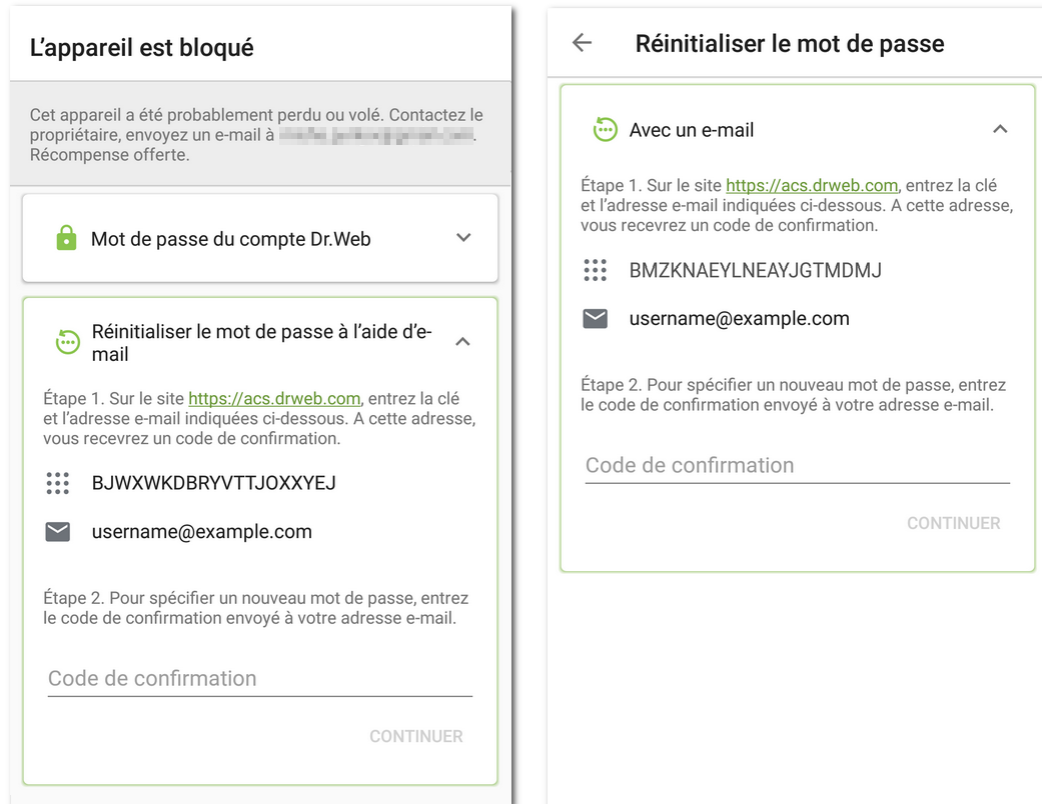 L'appareil est bloqué
Cet appareil a été probablement perdu ou volé. Contactez le
propriétaire, envoyez un e-mail à
Récompense offerte.
Mot de passe du compte Dr.Web
Réinitialiser le mot de passe à l'aide d'e-
mail
Étape 1. Sur le site https://acs.drweb.com, entrez la clé
et l'adresse e-mail indiquées ci-dessous. A cette adresse,
vous recevrez un code de confirmation.
BJWXWKDBRYVTTJOXXYEJ
username@example.com
Étape 2. Pour spécifier un nouveau mot de passe, entrez
le code de confirmation envoyé à votre adresse e-mail.
Code de confirmation
CONTINUER
Réinitialiser le mot de passe
Avec un e-mail
Étape 1. Sur le site https://acs.drweb.com, entrez la clé
et l'adresse e-mail indiquées ci-dessous. A cette adresse,
vous recevrez un code de confirmation.
BMZKNAEYLNEAYJGTMDMJ
username@example.com
Étape 2. Pour spécifier un nouveau mot de passe, entrez
le code de confirmation envoyé à votre adresse e-mail.
Code de confirmation
CONTINUER